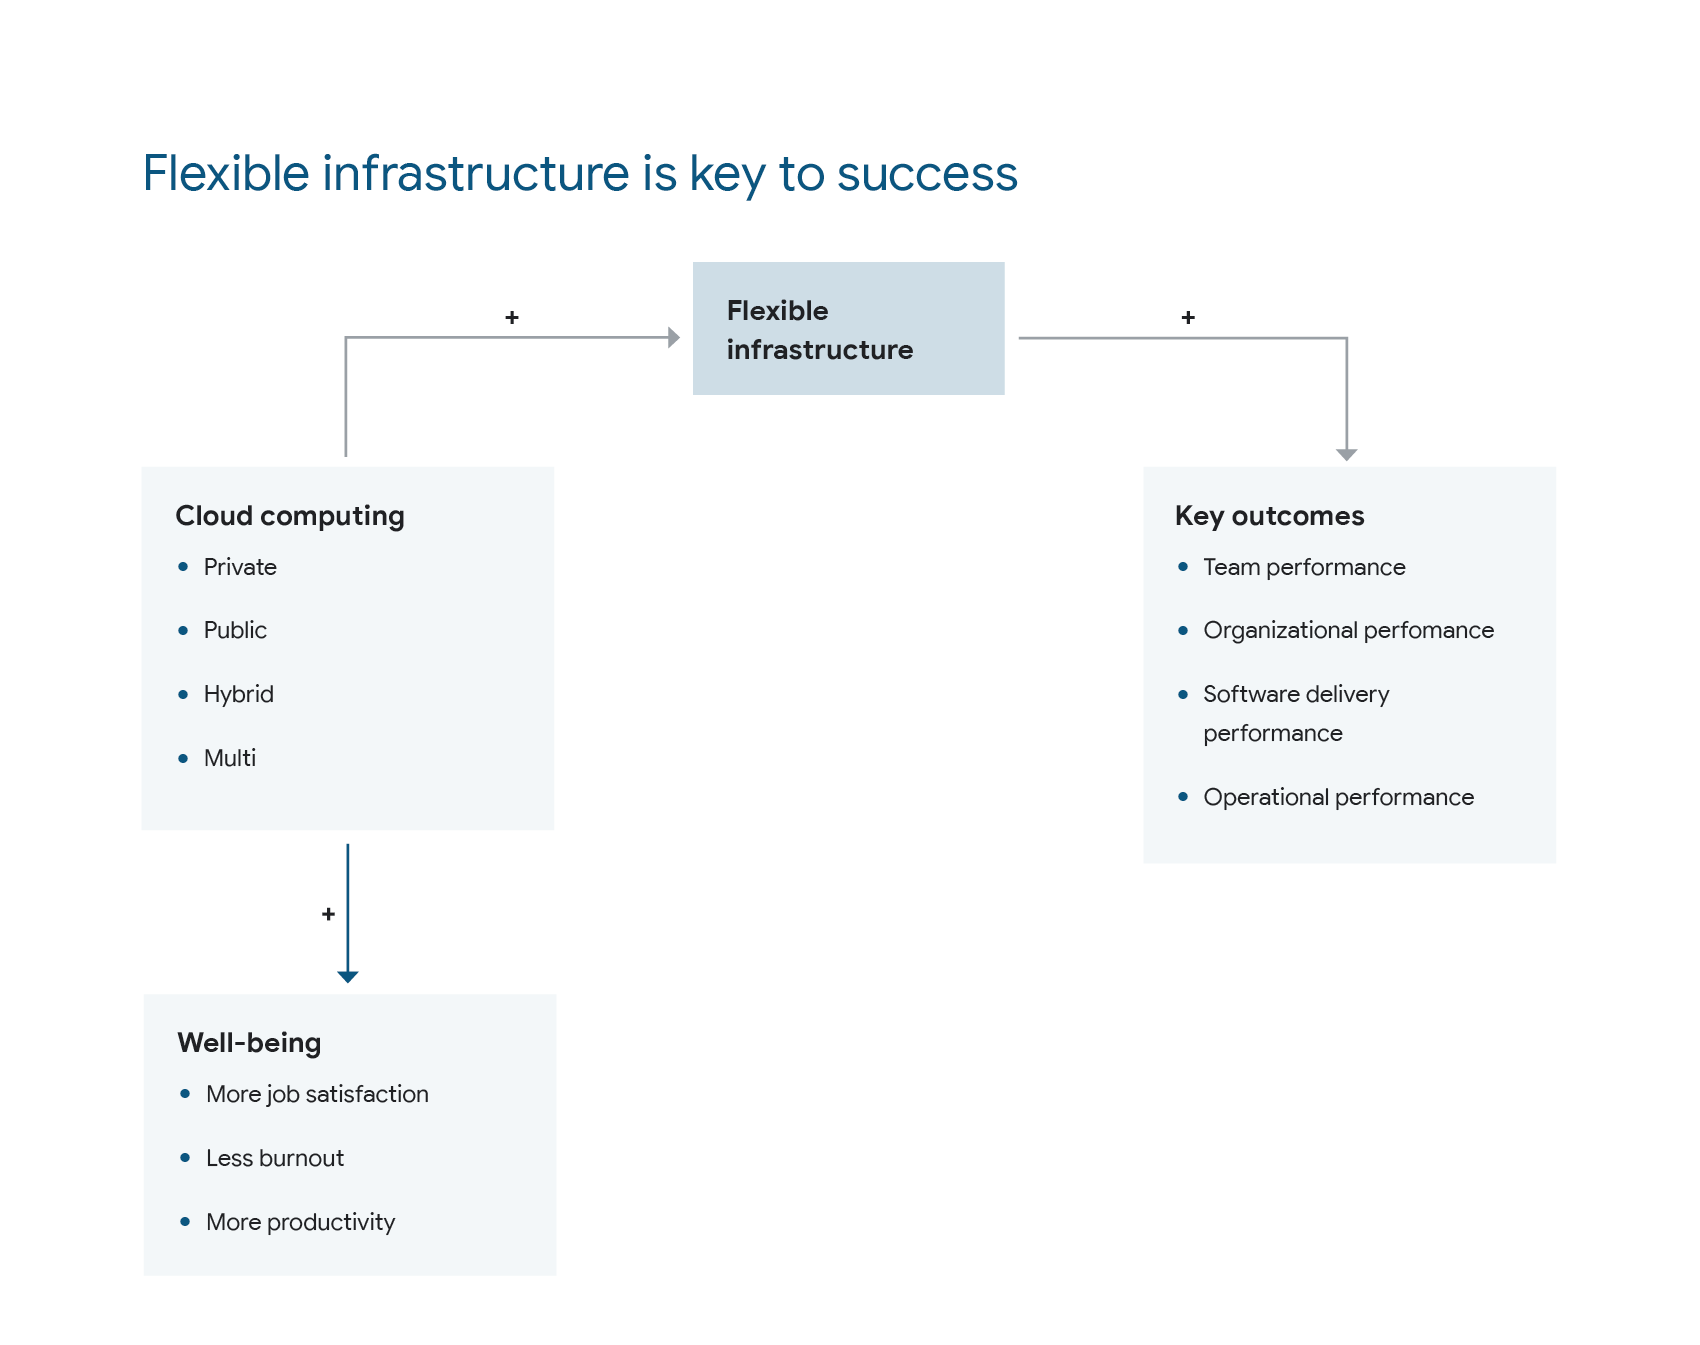 Flexible infrastructure is key to success
+
Flexible
infrastructure
+
Cloud computing
• Private
• Public
• Hybrid
• Multi
Key outcomes
• Team performance
• Organizational perfomance
• Software delivery
performance
• Operational performance
+
Well-being
• More job satisfaction
• Less burnout
• More productivity